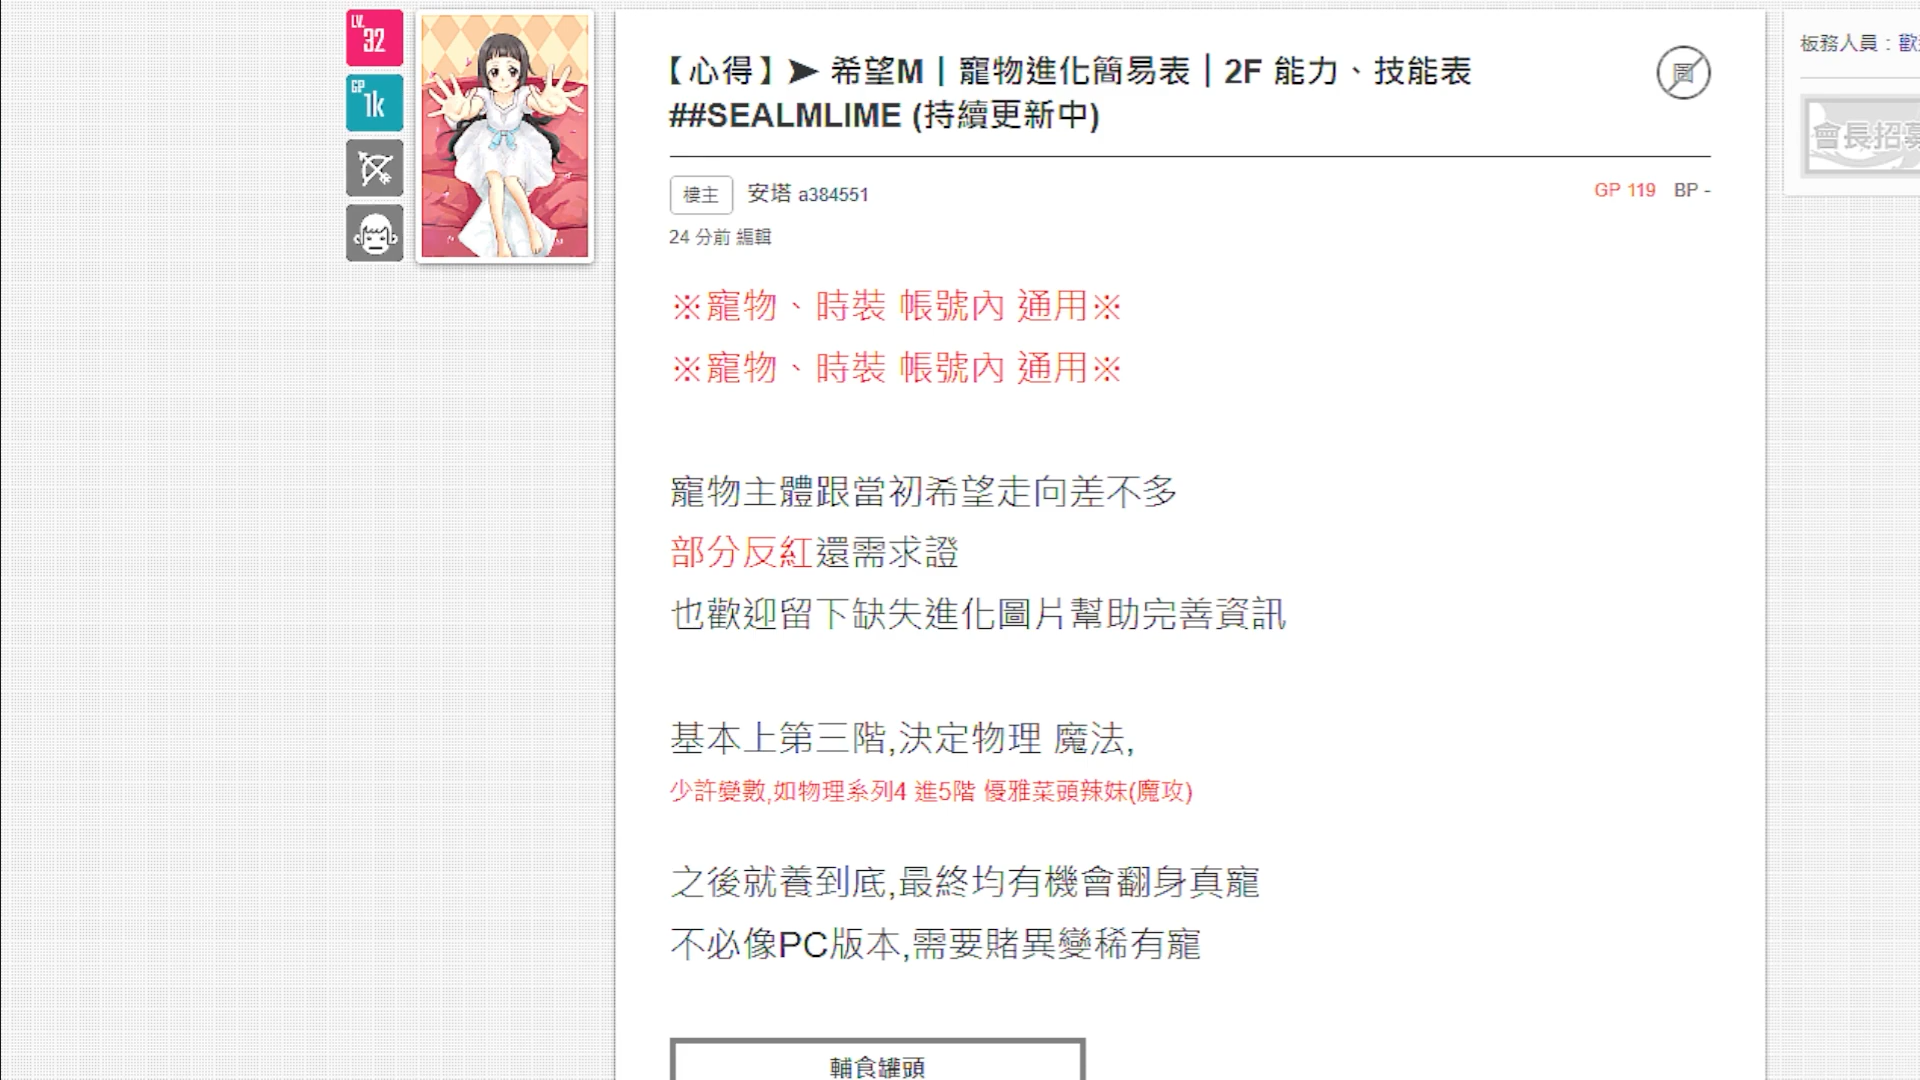 LV.
32
GP
1k
【心得】➤ 希望M｜寵物進化簡易表｜2F 能力、技能表
##SEALMLIME (持續更新中)
樓主 安塔 a384551
GP 119 BP -
24 分前 編輯
※寵物、時裝 帳號內 通用※
※寵物、時裝 帳號內 通用※
寵物主體跟當初希望走向差不多
部分反紅還需求證
也歡迎留下缺失進化圖片幫助完善資訊
基本上第三階,決定物理 魔法,
少許變數,如物理系列4 進5階 優雅菜頭辣妹(魔攻)
之後就養到底,最終均有機會翻身真寵
不必像PC版本,需要賭異變稀有寵
輔食罐頭
板務人員：歡
會長招募